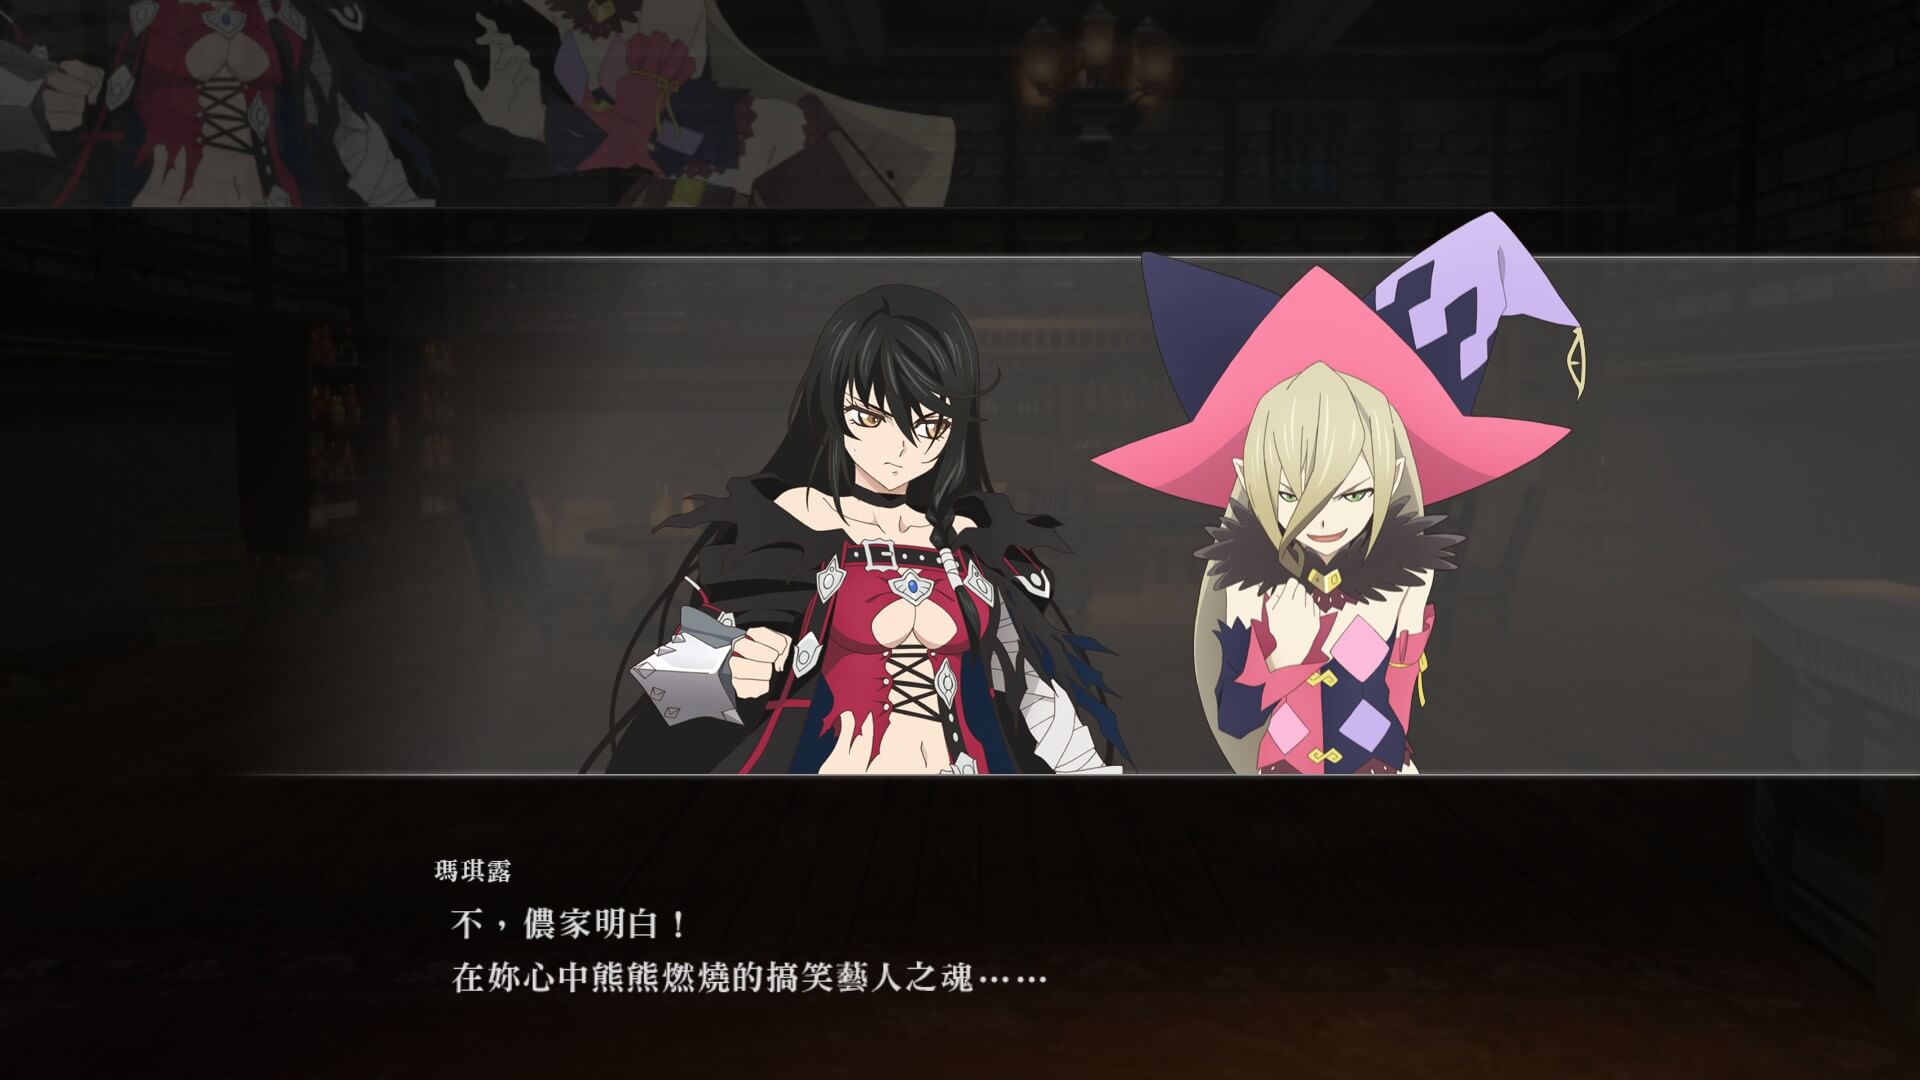 瑪琪露
不，儂家明白！
在妳心中熊熊燃燒的搞笑藝人之魂……